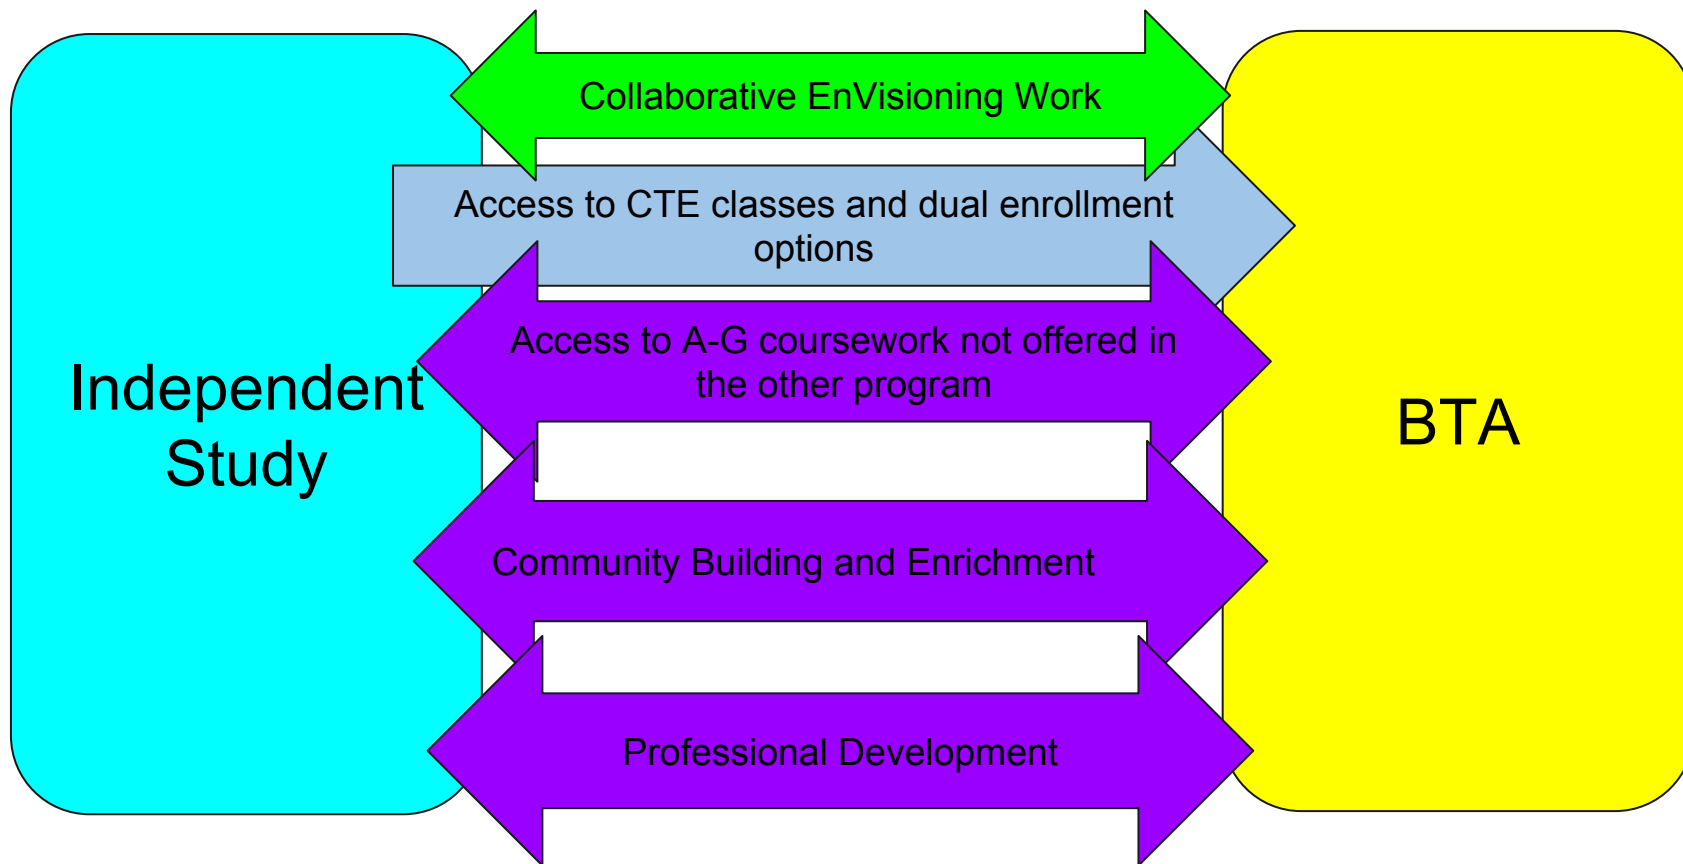 Collaborative EnVisioning Work
Access to CTE classes and dual enrollment
options
Access to A-G coursework not offered in
the other program
Independent
Study
BTA
Community Building and Enrichment
Professional Development